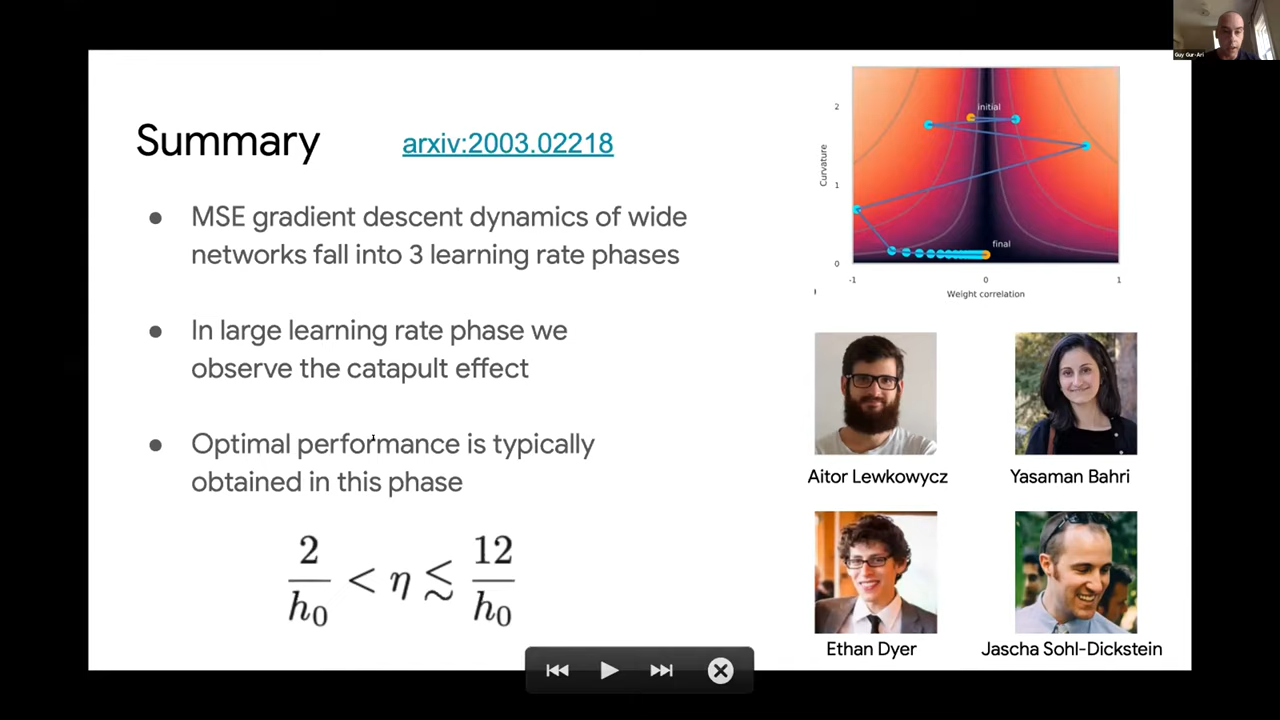 Guy Gur-Ari
Summary
arxiv:2003.02218
● MSE gradient descent dynamics of wide
networks fall into 3 learning rate phases
● In large learning rate phase we
observe the catapult effect
● Optimal performance is typically
obtained in this phase
2/h₀ < η ≲ 12/h₀
2
1
0
Curvature
initial
final
-1 0 1
Weight correlation
Aitor Lewkowycz
Yasaman Bahri
Ethan Dyer
Jascha Sohl-Dickstein